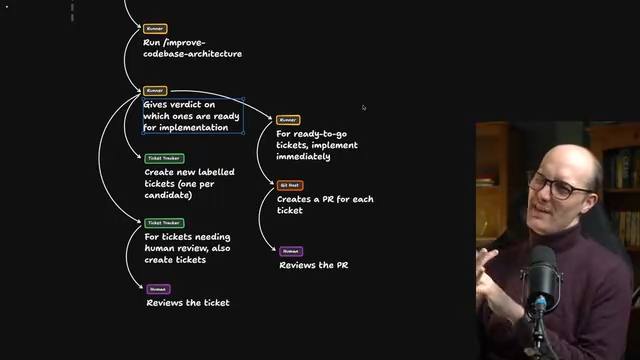 Runner
Run /improve-
codebase-architecture
Runner
Gives verdict on
which ones are ready
for implementation
Runner
For ready-to-go
tickets, implement
immediately
Ticket Tracker
Create new labelled
tickets (one per
candidate)
Git Host
Creates a PR for each
ticket
Ticket Tracker
For tickets needing
human review, also
create tickets
Human
Reviews the PR
Human
Reviews the ticket